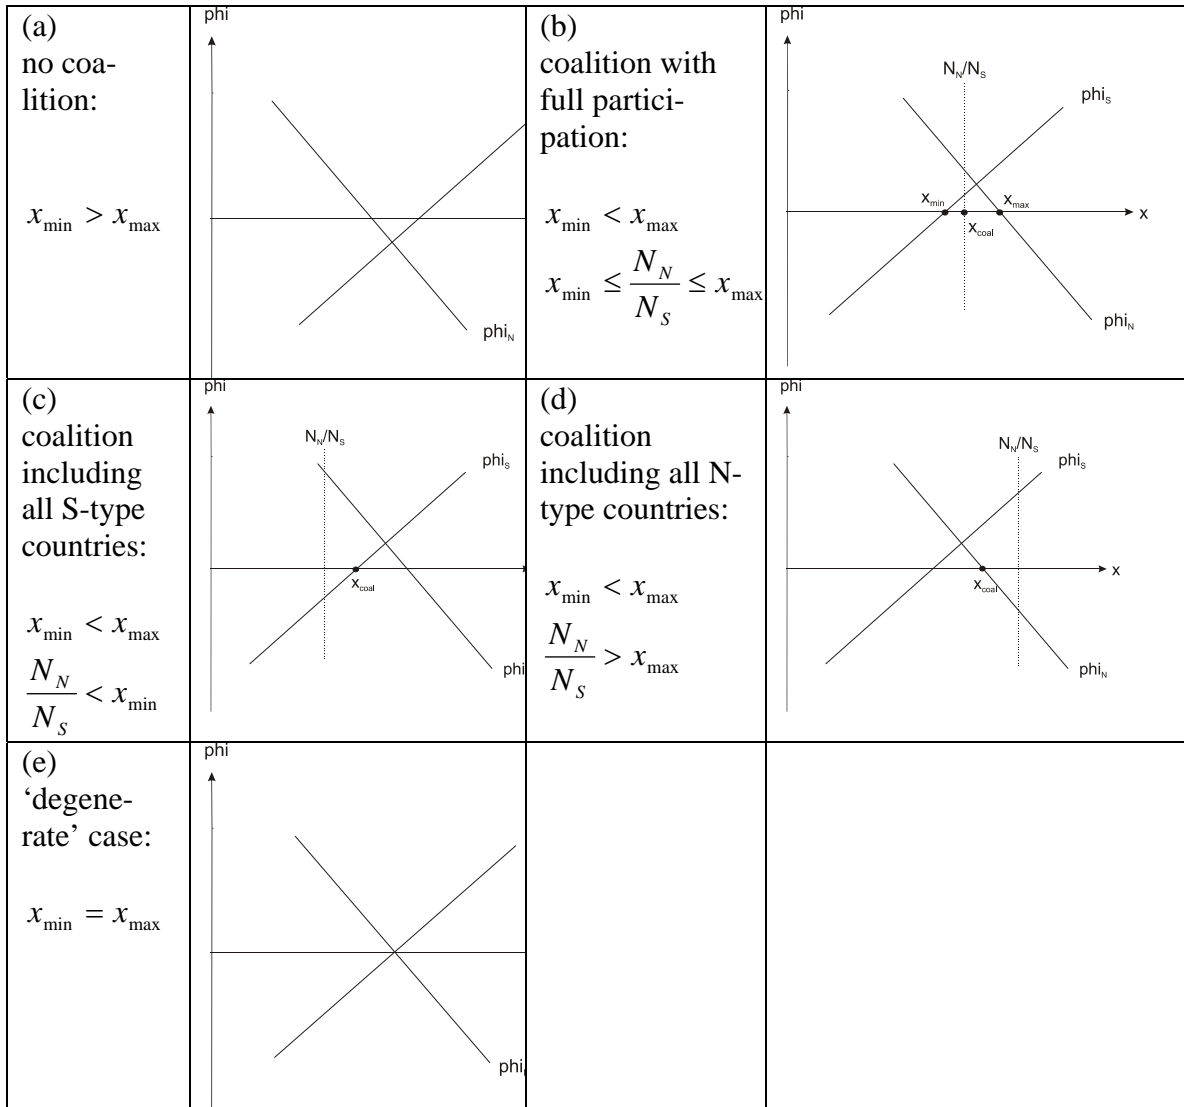 (a)
no coa-
lition:
x_min > x_max
phi
phi_N
(b)
coalition with
full partici-
pation:
x_min < x_max
x_min ≤ N_N/N_S ≤ x_max
N_N/N_S
phi_S
x_min
x_max
x
x_coal
phi_N
(c)
coalition
including
all S-type
countries:
x_min < x_max
N_N/N_S < x_min
phi
N_N/N_S
phi_S
x_coal
phi
(d)
coalition
including all N-
type countries:
x_min < x_max
N_N/N_S > x_max
phi
N_N/N_S
phi_S
x
x_coal
phi_N
(e)
‘degene-
rate’ case:
x_min = x_max
phi
phi